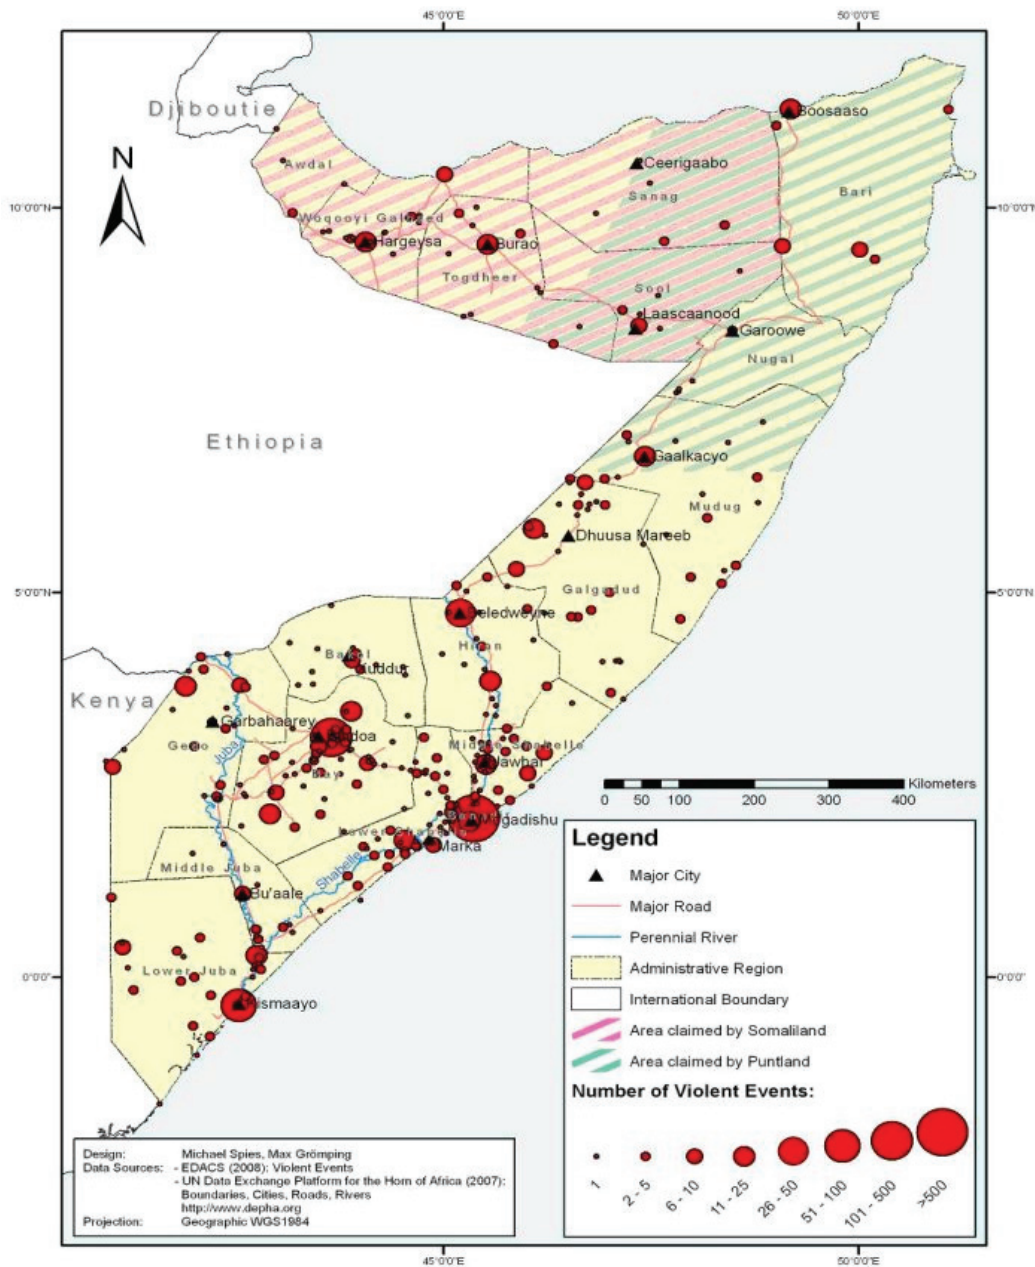 45°0'0"E
50°0'0"E
Djiboutie
N
Boosaaso
Ceerigaabo
Awdal
Sanag
Bari
10°0'0"N
10°0'0"N
Woqooyi Galbeed
Hargeysa
Burao
Togdheer
Sool
Laascaanood
Garoowe
Nugal
Ethiopia
Gaalkacyo
Mudug
Dhuusa Mareeb
5°0'0"N
5°0'0"N
Galgadud
Beledweyne
Hiran
Bakol
Xuddur
Kenya
Garbahaarey
Gedo
Juba
Bay
Middle Shabelle
Jawhar
Kilometers
0 50 100 200 300 400
Mogadishu
Lower Shabelle
Marka
Shabelle
Middle Juba
Bu'aale
Lower Juba
0°0'0"
0°0'0"
Kismaayo
Legend
Major City
Major Road
Perennial River
Administrative Region
International Boundary
Area claimed by Somaliland
Area claimed by Puntland
Number of Violent Events:
1
2 - 5
6 - 10
11 - 25
26 - 50
51 - 100
101 - 500
>500
Design: Michael Spies, Max Grömping
Data Sources: - EDACS (2008): Violent Events
- UN Data Exchange Platform for the Horn of Africa (2007):
Boundaries, Cities, Roads, Rivers
http://www.depha.org
Projection: Geographic WGS1984
45°0'0"E
50°0'0"E